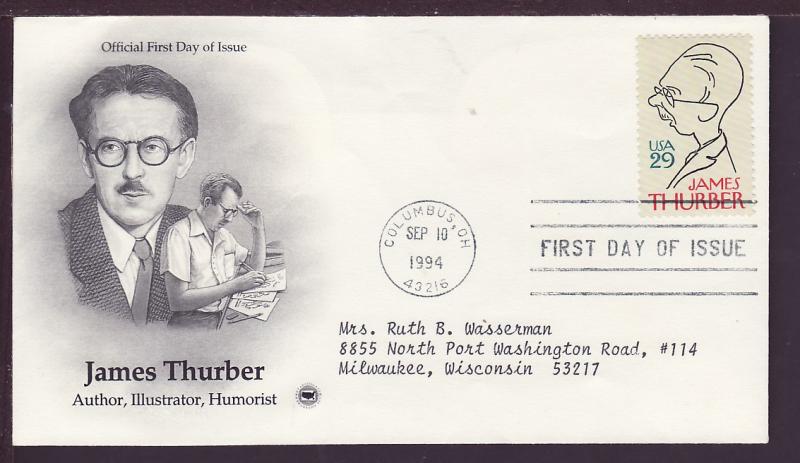 Official First Day of Issue
USA
29
JAMES
THURBER
COLUMBUS, OH
SEP 10
1994
43216
FIRST DAY OF ISSUE
Mrs. Ruth B. Wasserman
8855 North Port Washington Road, #114
Milwaukee, Wisconsin 53217
James Thurber
Author, Illustrator, Humorist